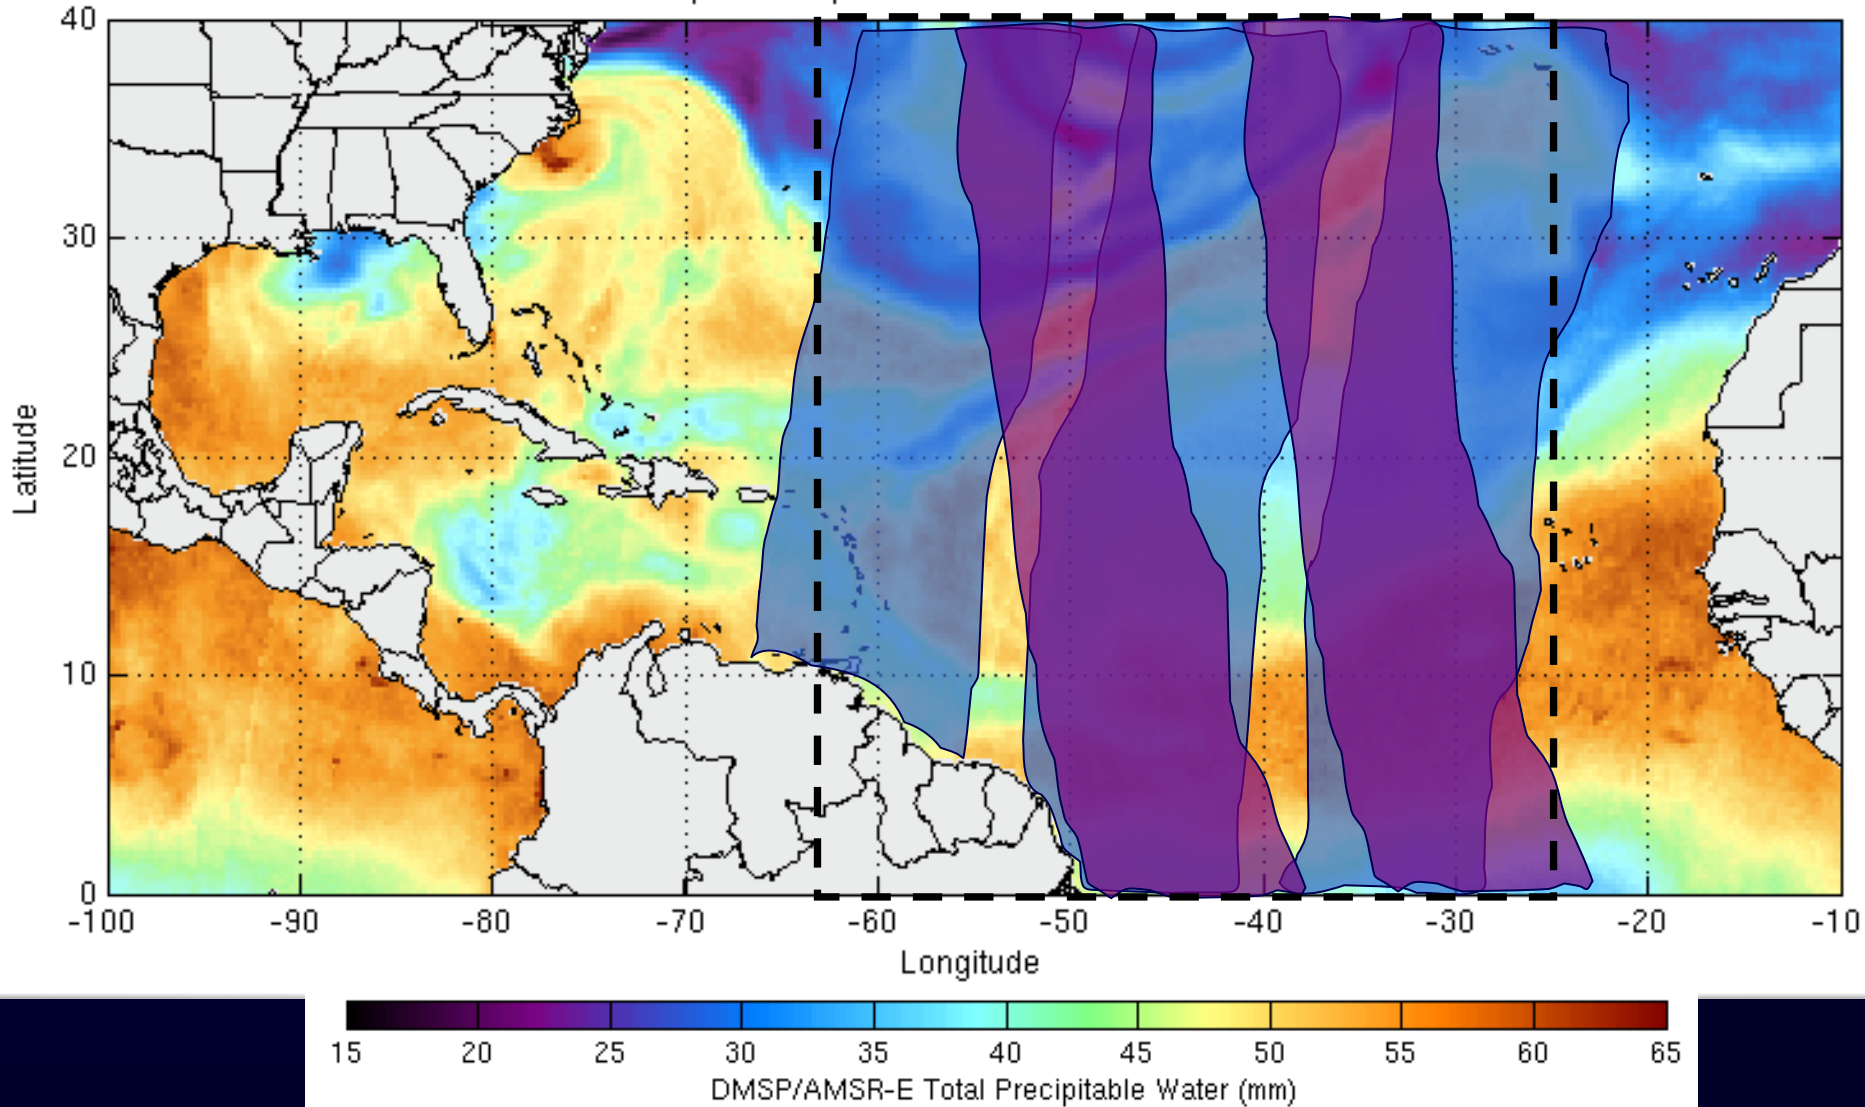 40
30
20
10
0
Latitude
-100 -90 -80 -70 -60 -50 -40 -30 -20 -10
Longitude
15 20 25 30 35 40 45 50 55 60 65
DMSP/AMSR-E Total Precipitable Water (mm)